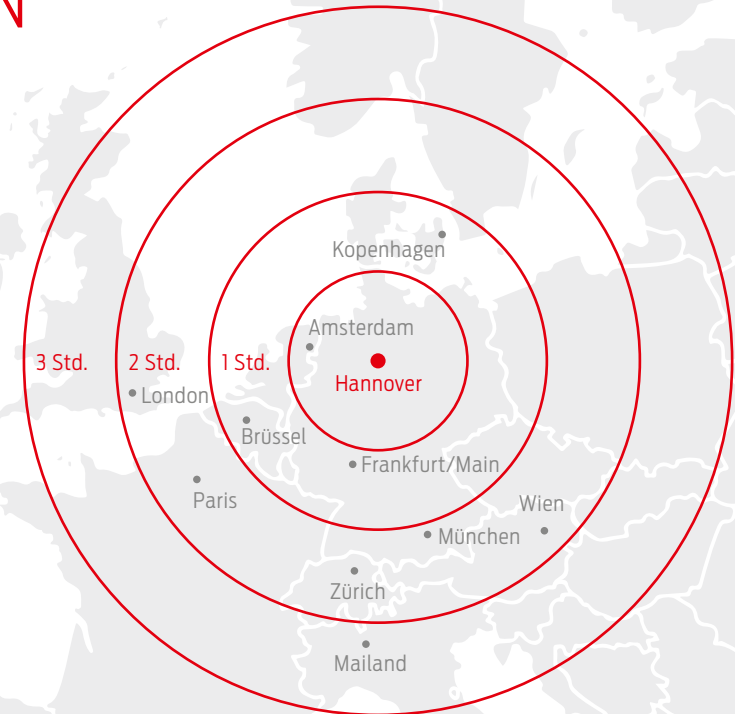 N
Kopenhagen
Amsterdam
3 Std.
2 Std.
1 Std.
Hannover
London
Brüssel
Frankfurt/Main
Paris
Wien
München
Zürich
Mailand